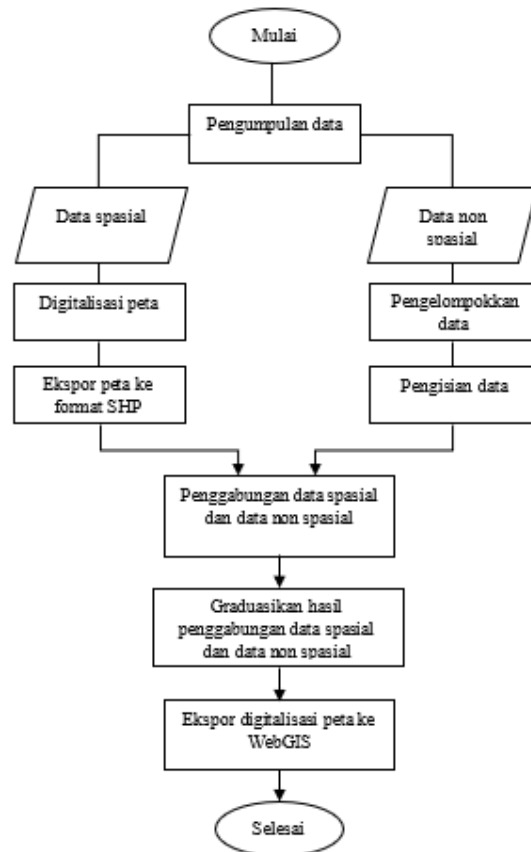 Mulai
Pengumpulan data
Data spasial
Data non
spasial
Digitalisasi peta
Pengelompokkan
data
Ekspor peta ke
format SHP
Pengisian data
Penggabungan data spasial
dan data non spasial
Graduasikan hasil
penggabungan data spasial
dan data non spasial
Ekspor digitalisasi peta ke
WebGIS
Selesai